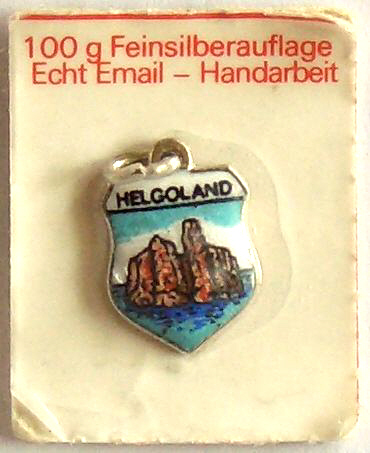 100 g Feinsilberauflage
Echt Email – Handarbeit
HELGOLAND